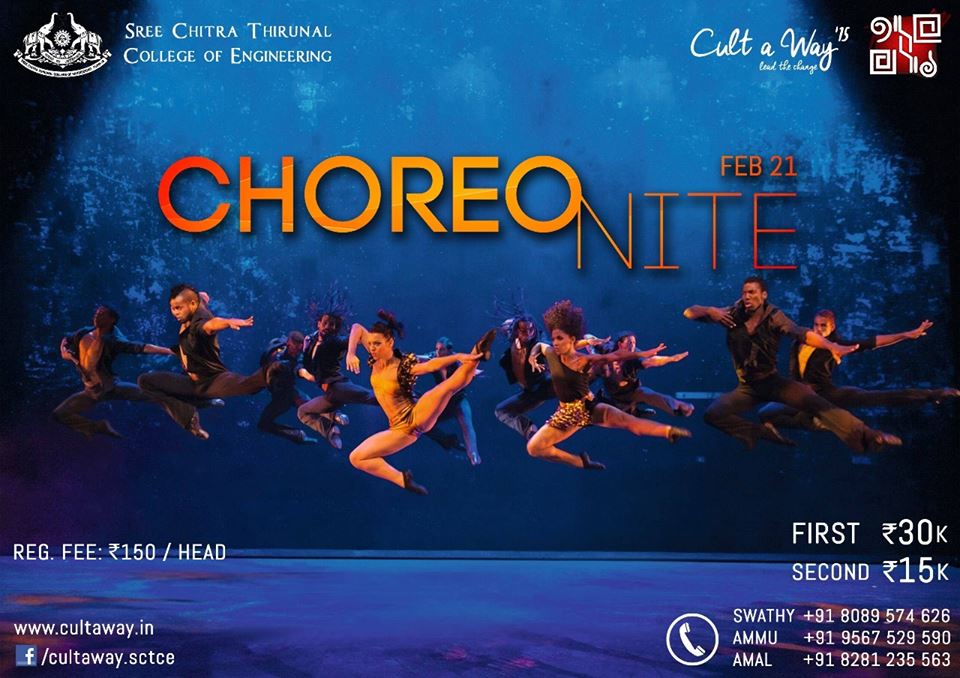 SREE CHITRA THIRUNAL
COLLEGE OF ENGINEERING
Cult a Way'15
lead the change
CHOREO
FEB 21
NITE
REG. FEE: ₹150 / HEAD
FIRST ₹30K
SECOND ₹15K
www.cultaway.in
f /cultaway.sctce
SWATHY +91 8089 574 626
AMMU +91 9567 529 590
AMAL +91 8281 235 563